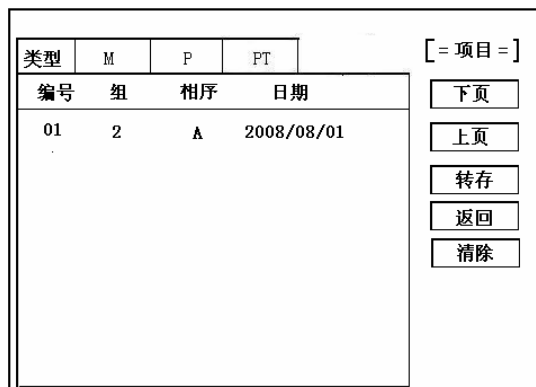 类型 M P PT
编号 组 相序 日期
01 2 A 2008/08/01
[=项目=]
下页
上页
转存
返回
清除